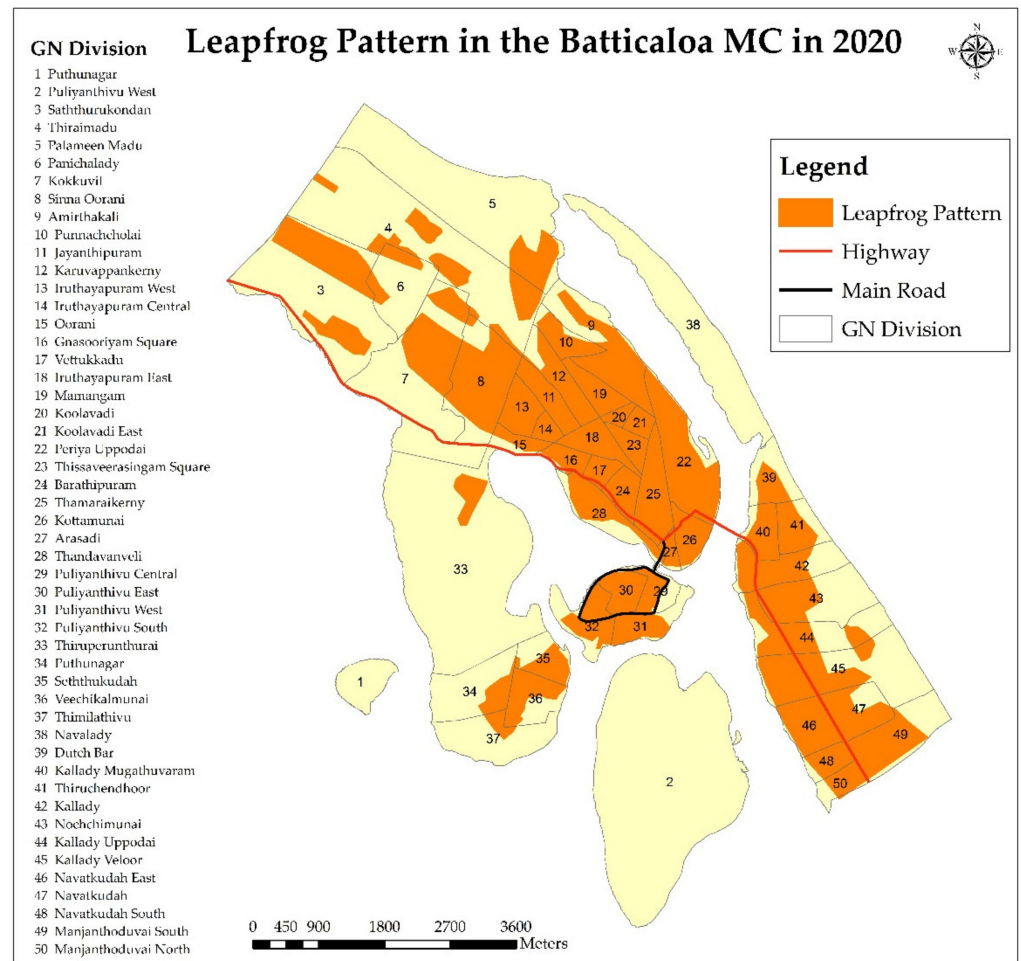 Leapfrog Pattern in the Batticaloa MC in 2020
N
W E
S
GN Division
1 Puthunagar
2 Puliyanthivu West
3 Saththurukondan
4 Thiraimadu
5 Palameen Madu
6 Panichalady
7 Kokkuvil
8 Sinna Oorani
9 Amirthakali
10 Punnachcholai
11 Jayanthipuram
12 Karuvappankerny
13 Iruthayapuram West
14 Iruthayapuram Central
15 Oorani
16 Gnasooriyam Square
17 Vettukkadu
18 Iruthayapuram East
19 Mamangam
20 Koolavadi
21 Koolavadi East
22 Periya Uppodai
23 Thissaveerasingam Square
24 Barathipuram
25 Thamaraikerny
26 Kottamunai
27 Arasadi
28 Thandavanveli
29 Puliyanthivu Central
30 Puliyanthivu East
31 Puliyanthivu West
32 Puliyanthivu South
33 Thiruperunthurai
34 Puthunagar
35 Seththukudah
36 Veechikalmunai
37 Thimilathivu
38 Navalady
39 Dutch Bar
40 Kallady Mugathuvaram
41 Thiruchendhoor
42 Kallady
43 Nochchimunai
44 Kallady Uppodai
45 Kallady Veloor
46 Navatkudah East
47 Navatkudah
48 Navatkudah South
49 Manjanthoduvai South
50 Manjanthoduvai North
Legend
Leapfrog Pattern
Highway
Main Road
GN Division
5
4
3
6
38
9
10
7
8
12
11
19
13
20
21
14
18
23
15
16
17
22
24
25
28
39
40
41
26
27
42
33
30
29
43
32
31
44
35
45
1
34
36
47
37
46
49
48
2
50
0 450 900 1800 2700 3600
Meters